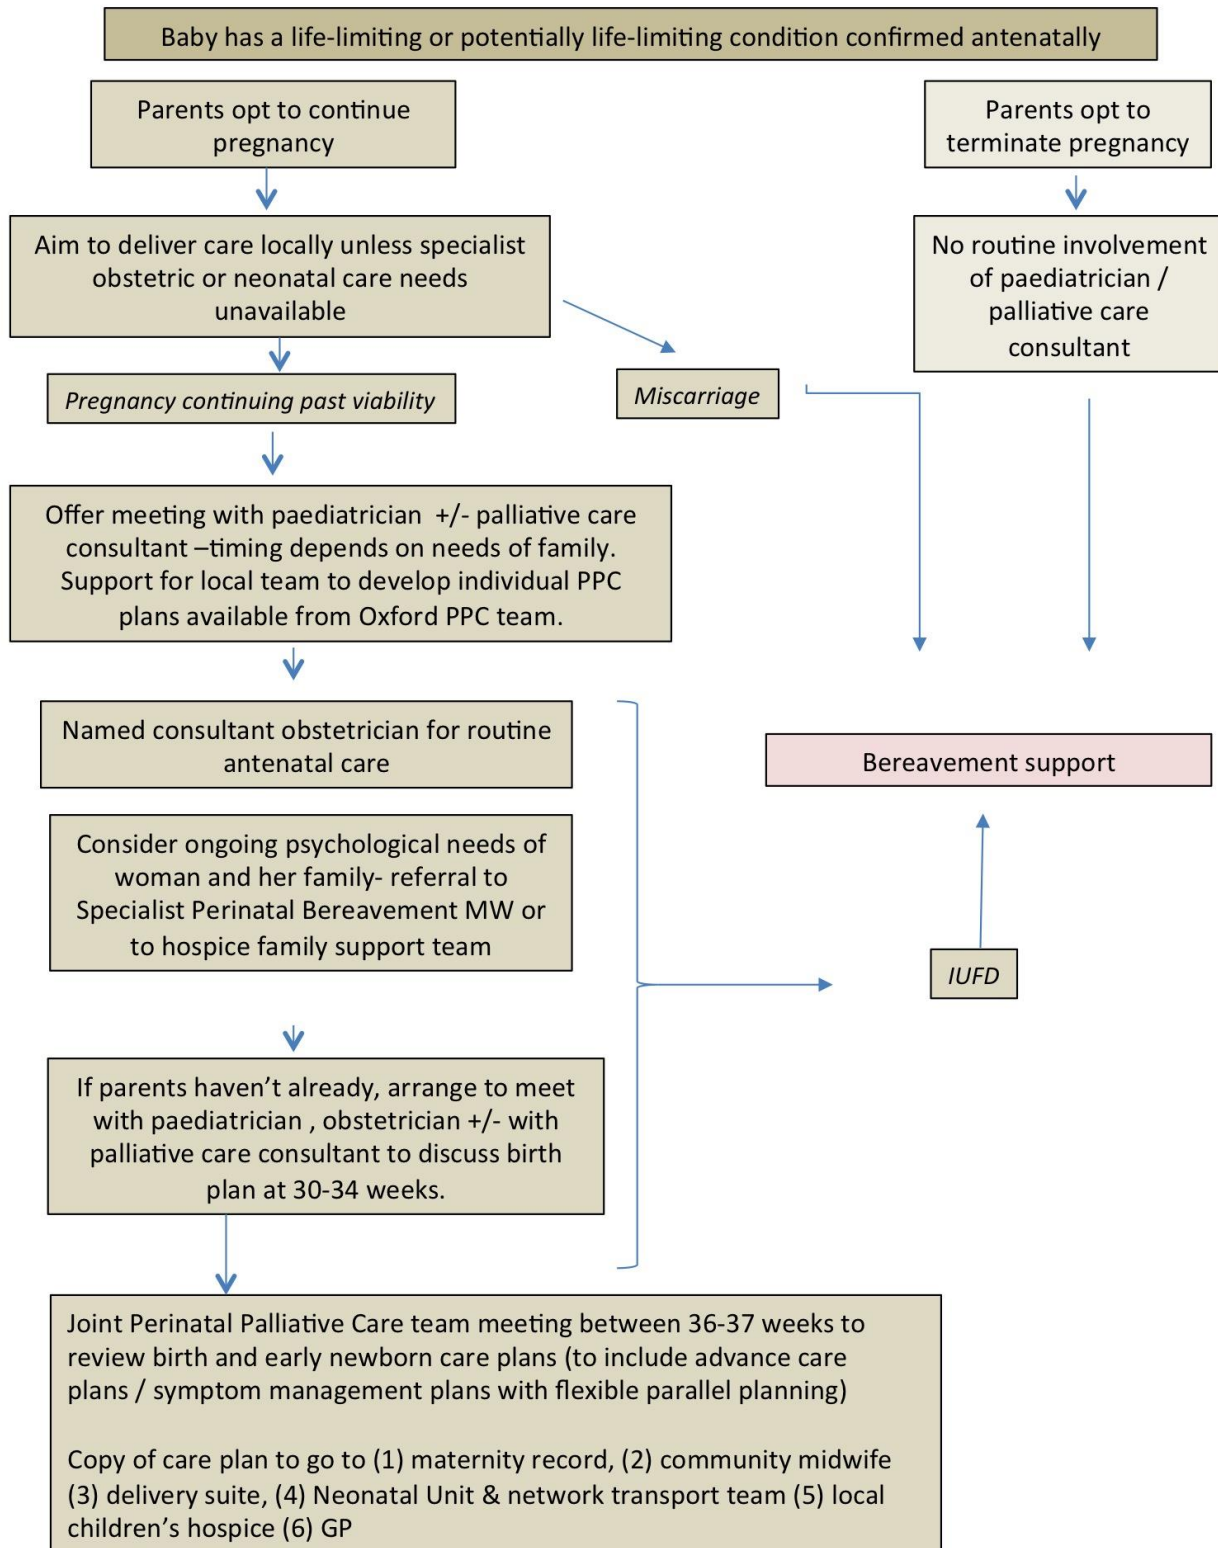 Baby has a life-limiting or potentially life-limiting condition confirmed antenatally
Parents opt to continue
pregnancy
Parents opt to
terminate pregnancy
Aim to deliver care locally unless specialist
obstetric or neonatal care needs
unavailable
No routine involvement
of paediatrician /
palliative care
consultant
Pregnancy continuing past viability
Miscarriage
Offer meeting with paediatrician  +/- palliative care
consultant –timing depends on needs of family.
Support for local team to develop individual PPC
plans available from Oxford PPC team.
Named consultant obstetrician for routine
antenatal care
Bereavement support
Consider ongoing psychological needs of
woman and her family- referral to
Specialist Perinatal Bereavement MW or
to hospice family support team
IUFD
If parents haven’t already, arrange to meet
with paediatrician , obstetrician +/- with
palliative care consultant to discuss birth
plan at 30-34 weeks.
Joint Perinatal Palliative Care team meeting between 36-37 weeks to
review birth and early newborn care plans (to include advance care
plans / symptom management plans with flexible parallel planning)
Copy of care plan to go to (1) maternity record, (2) community midwife
(3) delivery suite, (4) Neonatal Unit & network transport team (5) local
children’s hospice (6) GP